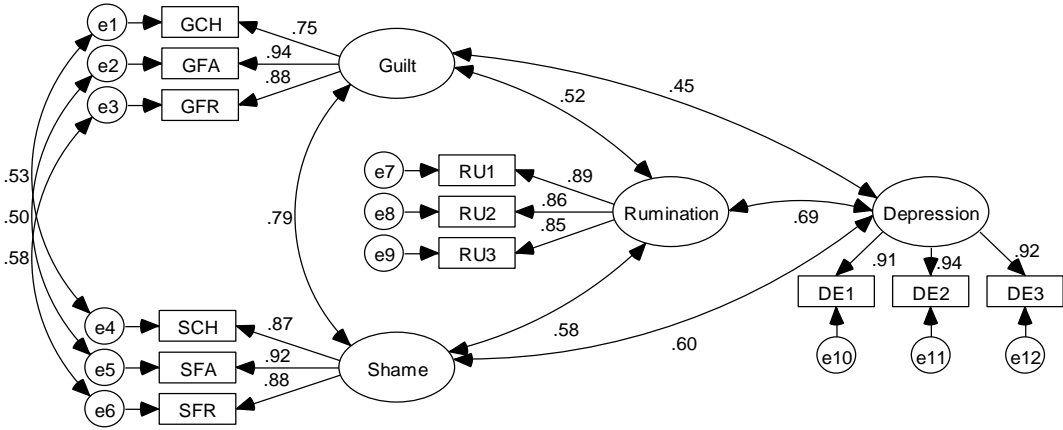 e1 GCH .75
e2 GFA .94
e3 GFR .88
Guilt
.45
.52
.53
.50
.58
.79
e7 RU1 .89
e8 RU2 .86
e9 RU3 .85
Rumination
.69
Depression
.91 .94 .92
DE1 DE2 DE3
e10 e11 e12
.58
.60
e4 SCH .87
e5 SFA .92
e6 SFR .88
Shame